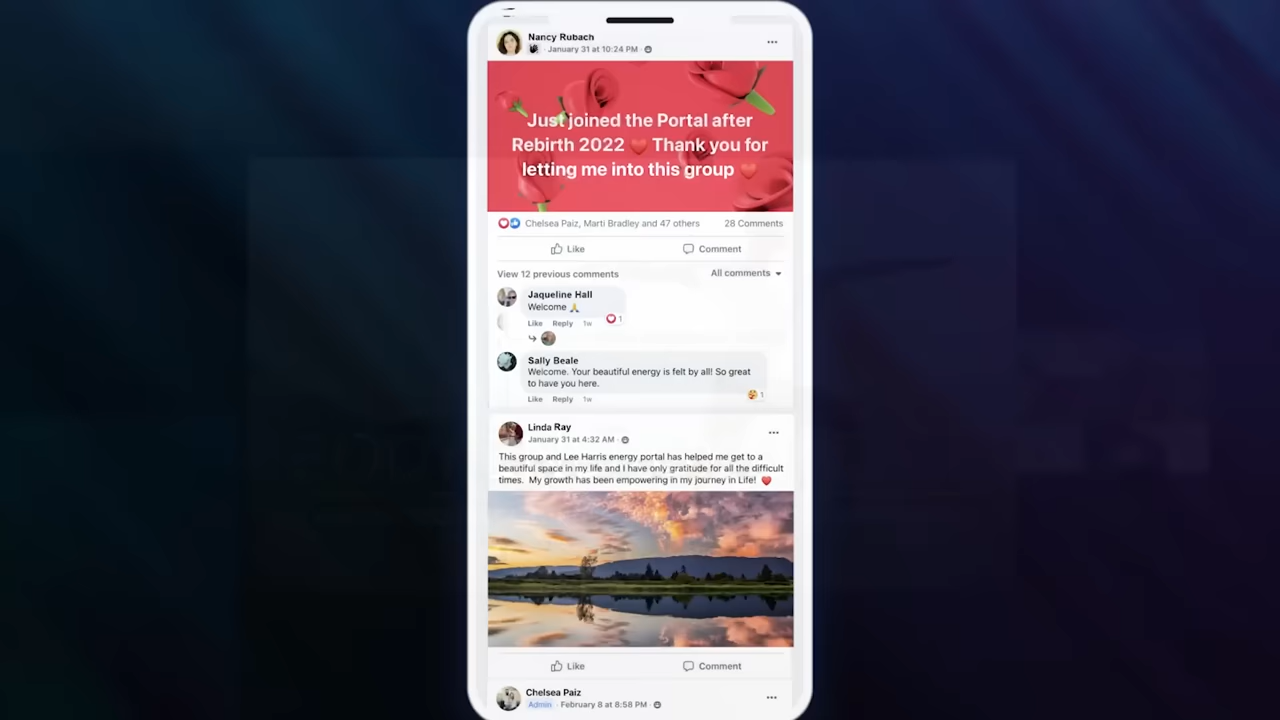 Nancy Rubach
· January 31 at 10:24 PM ·
Just joined the Portal after
Rebirth 2022 ❤️ Thank you for
letting me into this group ❤️
Chelsea Paiz, Marti Bradley and 47 others 28 Comments
Like Comment
View 12 previous comments All comments
Jaqueline Hall
Welcome 🙏
1
Like Reply 1w
Sally Beale
Welcome. Your beautiful energy is felt by all! So great
to have you here.
1
Like Reply 1w
Linda Ray
January 31 at 4:32 AM ·
This group and Lee Harris energy portal has helped me get to a
beautiful space in my life and I have only gratitude for all the difficult
times. My growth has been empowering in my journey in Life! ❤️
Like Comment
Chelsea Paiz
Admin · February 8 at 8:58 PM ·